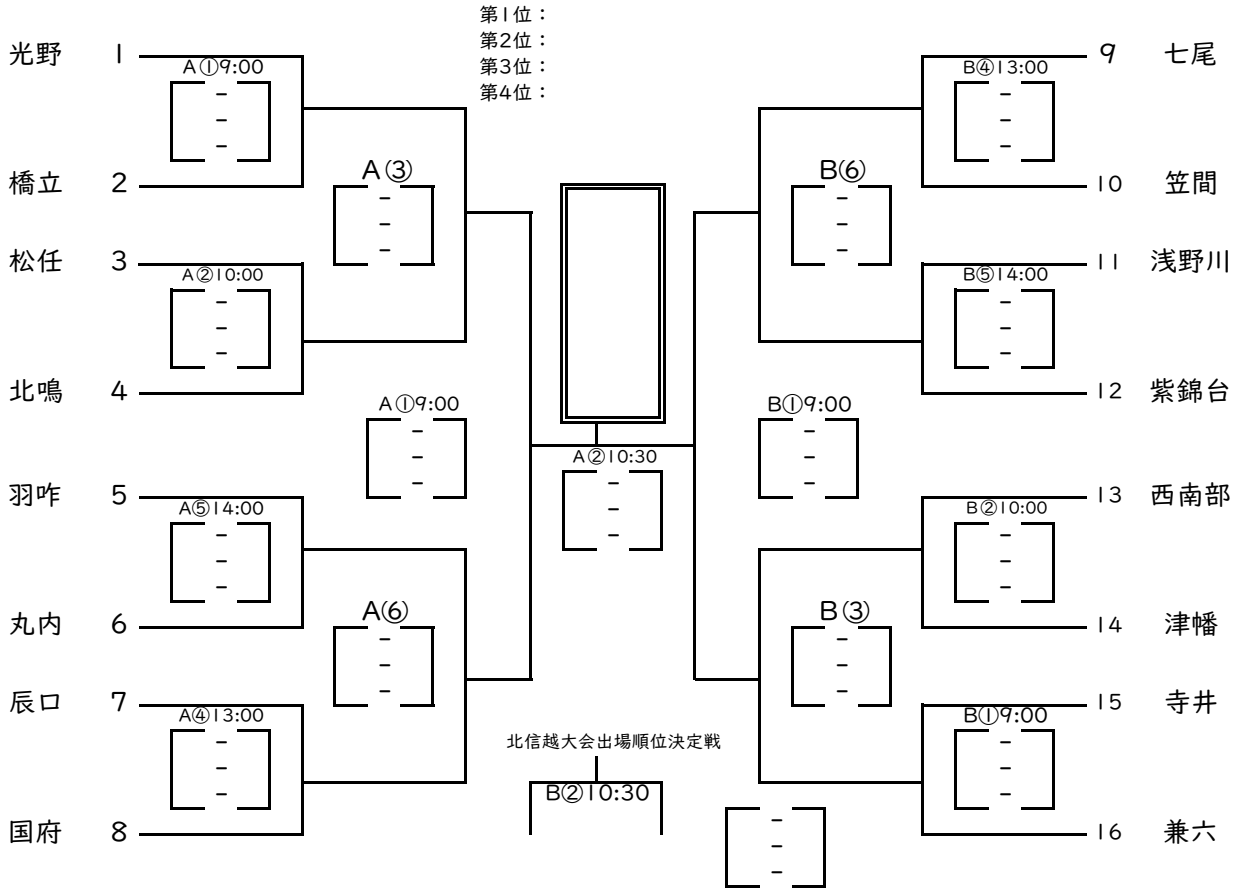 第1位：
第2位：
第3位：
第4位：
光野 1
A①9:00
-
-
-
橋立 2
A③
-
-
-
松任 3
A②10:00
-
-
-
北鳴 4
A①9:00
-
-
-
羽咋 5
A⑤14:00
-
-
-
丸内 6
A⑥
-
-
-
辰口 7
A④13:00
-
-
-
国府 8
A②10:30
-
-
-
北信越大会出場順位決定戦
B②10:30
-
-
-
9 七尾
B④13:00
-
-
-
10 笠間
B⑥
-
-
-
11 浅野川
B⑤14:00
-
-
-
12 紫錦台
B①9:00
-
-
-
13 西南部
B②10:00
-
-
-
14 津幡
B③
-
-
-
15 寺井
B①9:00
-
-
-
16 兼六